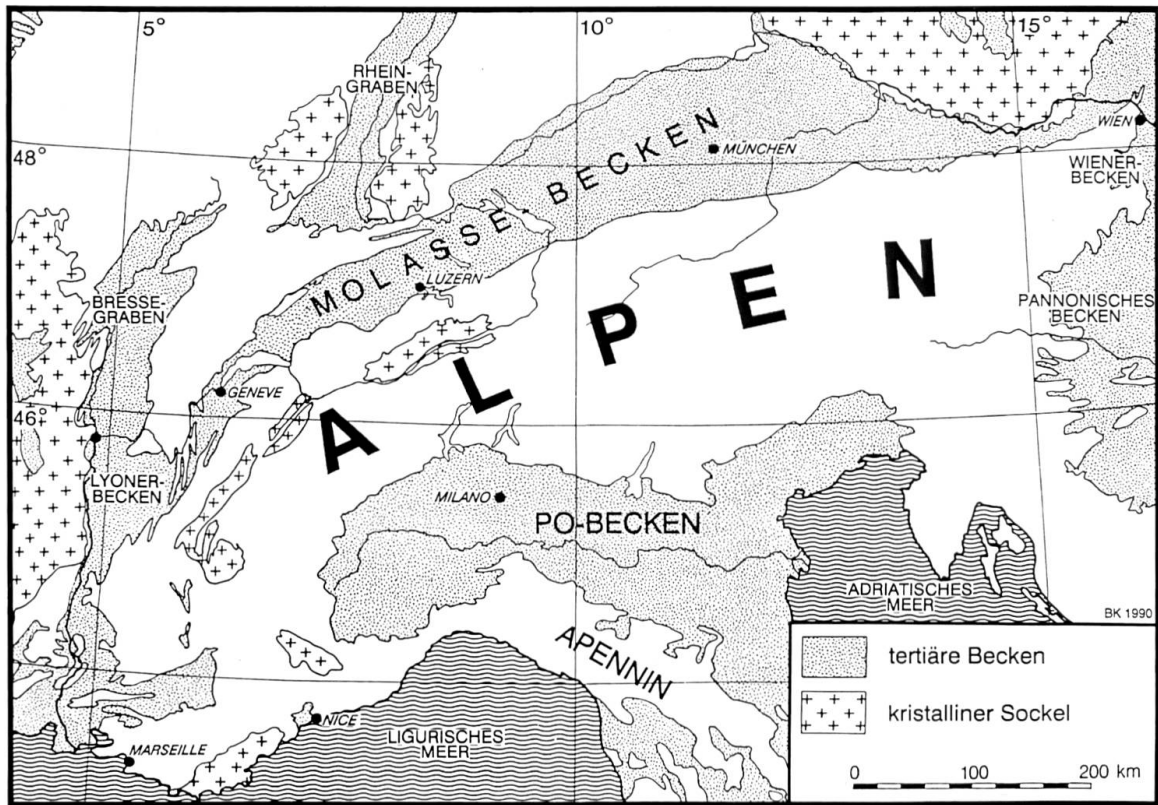 5°
10°
15°
RHEIN-
GRABEN
WIEN
MÜNCHEN
48°
WIENER-
BECKEN
MOLASSE-BECKEN
LUZERN
BRESSE-
GRABEN
PANNONISCHES
BECKEN
ALPEN
GENEVE
46°
LYONER-
BECKEN
MILANO
PO-BECKEN
ADRIATISCHES
MEER
BK 1990
APENNIN
tertiäre Becken
kristalliner Sockel
NICE
LIGURISCHES
MEER
MARSEILLE
0 100 200 km